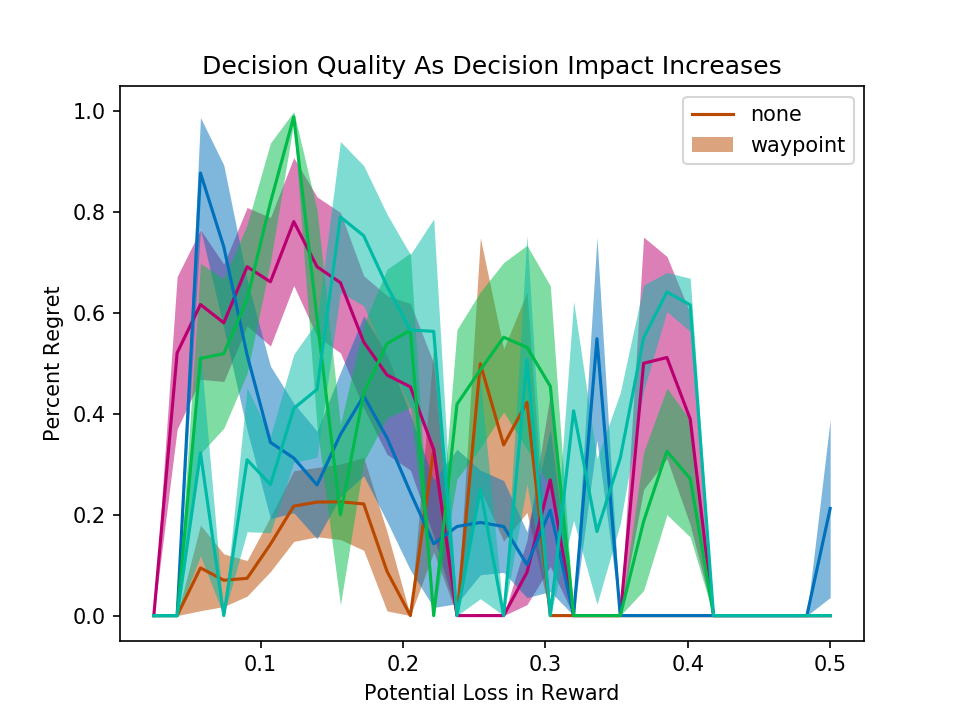 Decision Quality As Decision Impact Increases
none
waypoint
1.0
0.8
0.6
0.4
0.2
0.0
Percent Regret
0.1 0.2 0.3 0.4 0.5
Potential Loss in Reward